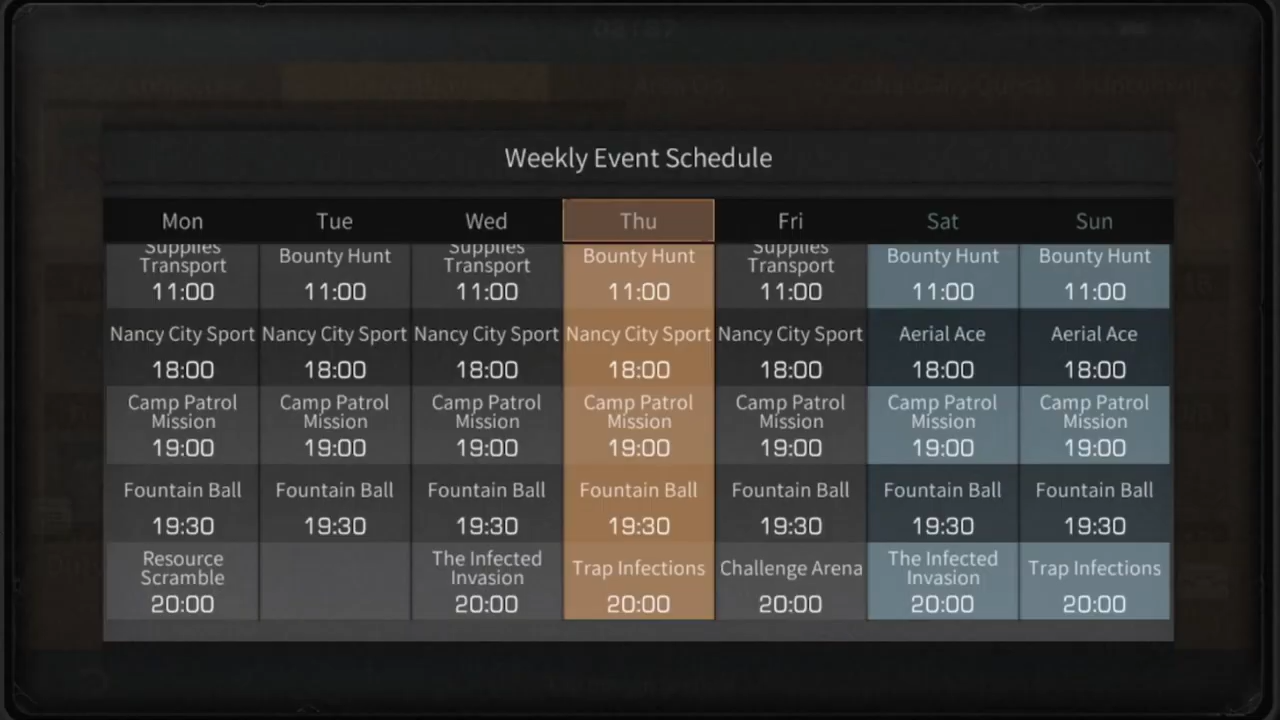 Weekly Event Schedule
Mon Tue Wed Thu Fri Sat Sun
Supplies Transport Bounty Hunt Supplies Transport Bounty Hunt Supplies Transport Bounty Hunt Bounty Hunt
11:00 11:00 11:00 11:00 11:00 11:00 11:00
Nancy City Sport Nancy City Sport Nancy City Sport Nancy City Sport Nancy City Sport Aerial Ace Aerial Ace
18:00 18:00 18:00 18:00 18:00 18:00 18:00
Camp Patrol Mission Camp Patrol Mission Camp Patrol Mission Camp Patrol Mission Camp Patrol Mission Camp Patrol Mission Camp Patrol Mission
19:00 19:00 19:00 19:00 19:00 19:00 19:00
Fountain Ball Fountain Ball Fountain Ball Fountain Ball Fountain Ball Fountain Ball Fountain Ball
19:30 19:30 19:30 19:30 19:30 19:30 19:30
Resource Scramble The Infected Invasion Trap Infections Challenge Arena The Infected Invasion Trap Infections
20:00 20:00 20:00 20:00 20:00 20:00